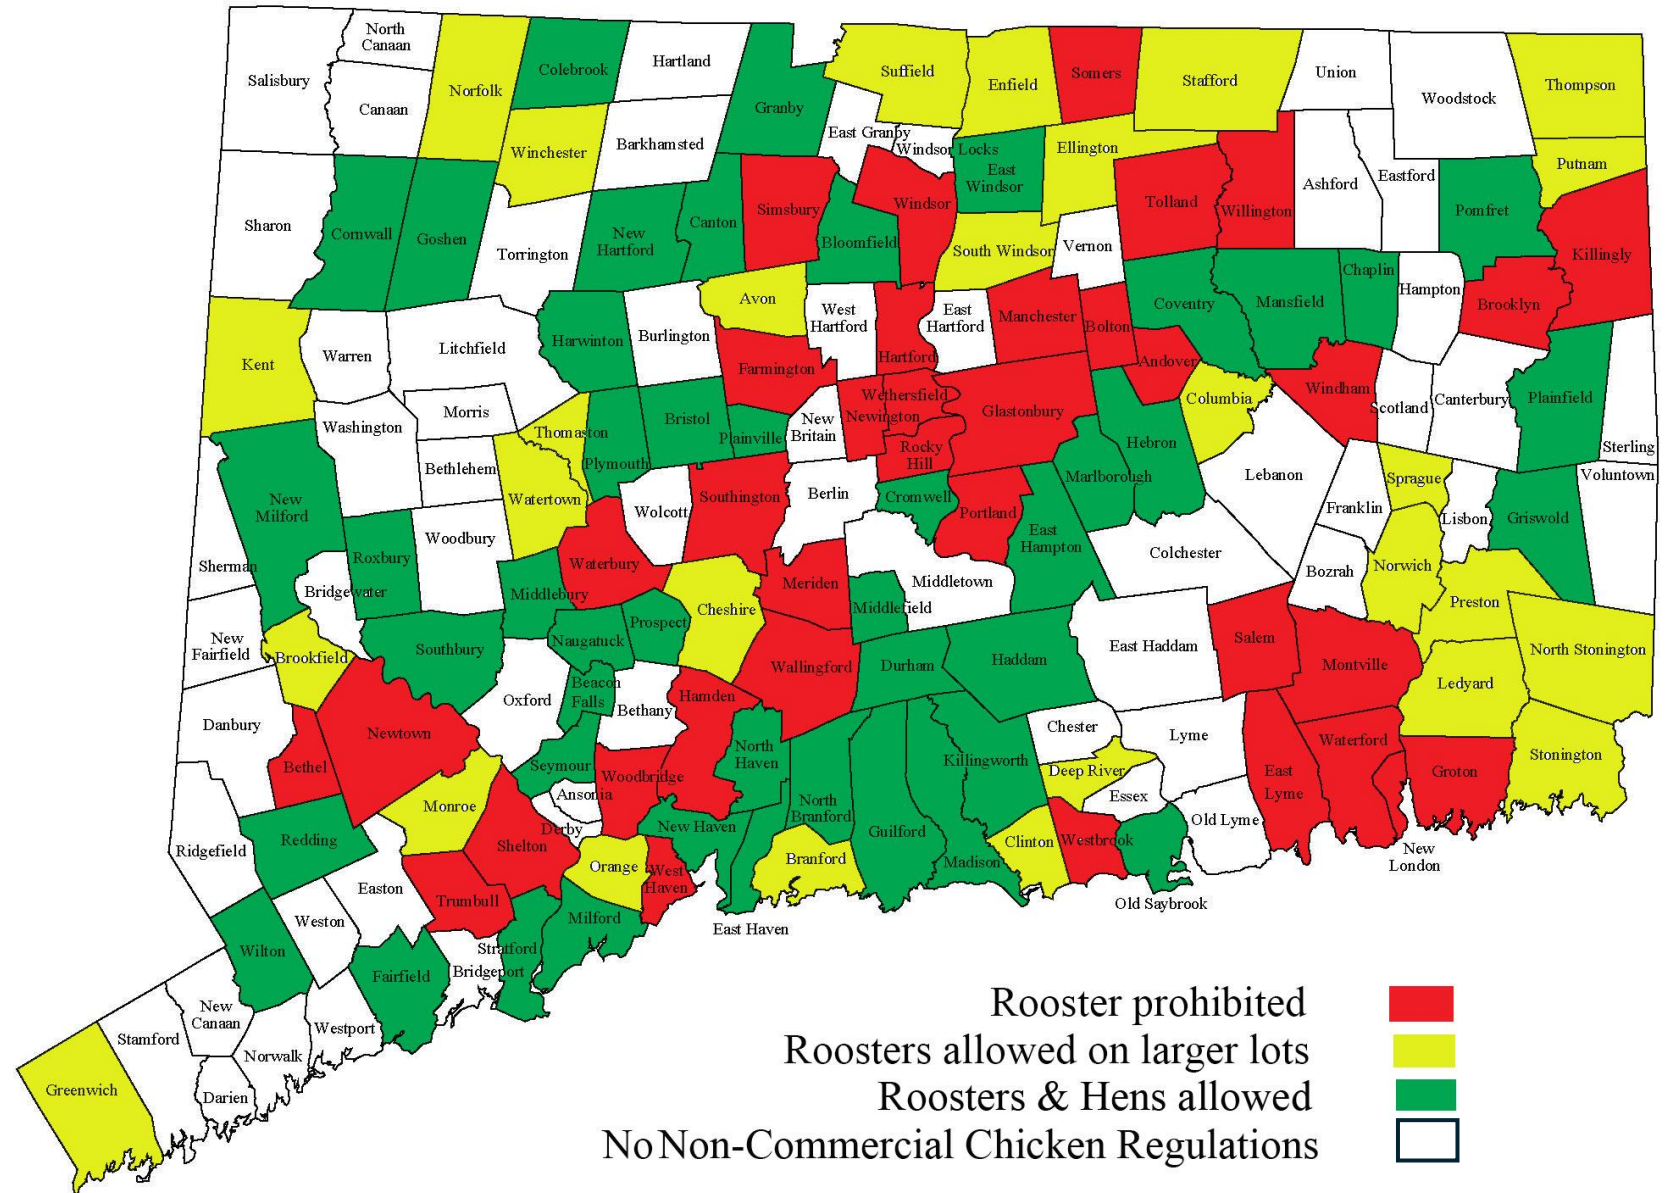 North
Canaan
Salisbury
Canaan
Norfolk
Colebrook
Hartland
Granby
Suffield
Enfield
Somers
Stafford
Union
Woodstock
Thompson
Winchester
Barkhamsted
East Granby
Windsor Locks
East
Windsor
Ellington
Putnam
Sharon
Cornwall
Goshen
Torrington
New
Hartford
Canton
Simsbury
Bloomfield
Windsor
South Windsor
Vernon
Tolland
Willington
Ashford
Eastford
Pomfret
Killingly
Kent
Warren
Litchfield
Harwinton
Burlington
Avon
West
Hartford
Hartford
East
Hartford
Manchester
Bolton
Coventry
Mansfield
Chaplin
Hampton
Brooklyn
Farmington
Andover
Windham
Scotland
Canterbury
Plainfield
Sterling
Washington
Morris
Bethlehem
Thomaston
Plymouth
Bristol
Plainville
New
Britain
Newington
Wethersfield
Rocky
Hill
Glastonbury
Hebron
Marlborough
Columbia
Lebanon
Franklin
Sprague
Lisbon
Griswold
Voluntown
New
Milford
Sherman
Roxbury
Woodbury
Watertown
Wolcott
Southington
Berlin
Cromwell
Portland
East
Hampton
Colchester
Bozrah
Norwich
Preston
Bridgewater
Middlebury
Waterbury
Cheshire
Meriden
Middlefield
Middletown
New
Fairfield
Brookfield
Southbury
Naugatuck
Prospect
Wallingford
Durham
Haddam
East Haddam
Salem
Montville
Ledyard
North Stonington
Danbury
Bethel
Newtown
Oxford
Beacon
Falls
Bethany
Hamden
Seymour
Woodbridge
North
Haven
Killingworth
Chester
Lyme
Deep River
Essex
East
Lyme
Waterford
Groton
Stonington
Ridgefield
Redding
Monroe
Ansonia
Derby
Shelton
New Haven
North
Branford
Guilford
Madison
Clinton
Westbrook
Old Lyme
New
London
Easton
Trumbull
Orange
West
Haven
Branford
Old Saybrook
East Haven
Wilton
Weston
Fairfield
Stratford
Milford
Bridgeport
New
Canaan
Stamford
Norwalk
Westport
Greenwich
Darien
Rooster prohibited
Roosters allowed on larger lots
Roosters & Hens allowed
No Non-Commercial Chicken Regulations